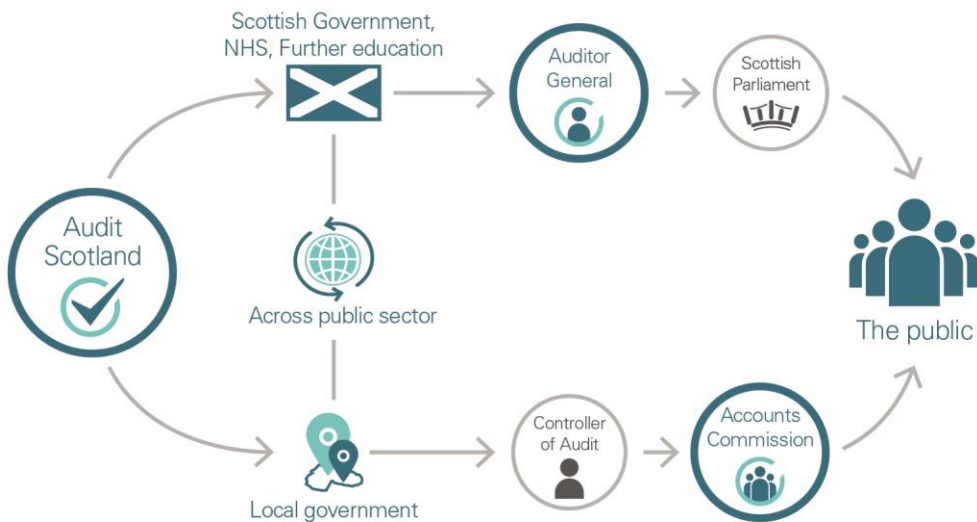 Scottish Government,
NHS, Further education
Auditor
General
Scottish
Parliament
Audit
Scotland
Across public sector
The public
Controller
of Audit
Accounts
Commission
Local government